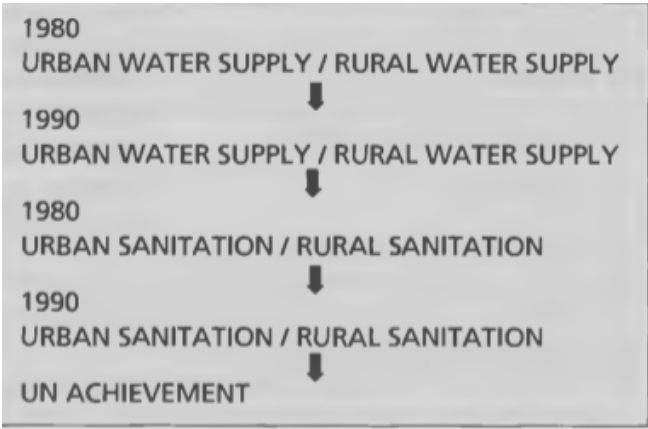 1980
URBAN WATER SUPPLY / RURAL WATER SUPPLY
1990
URBAN WATER SUPPLY / RURAL WATER SUPPLY
1980
URBAN SANITATION / RURAL SANITATION
1990
URBAN SANITATION / RURAL SANITATION
UN ACHIEVEMENT